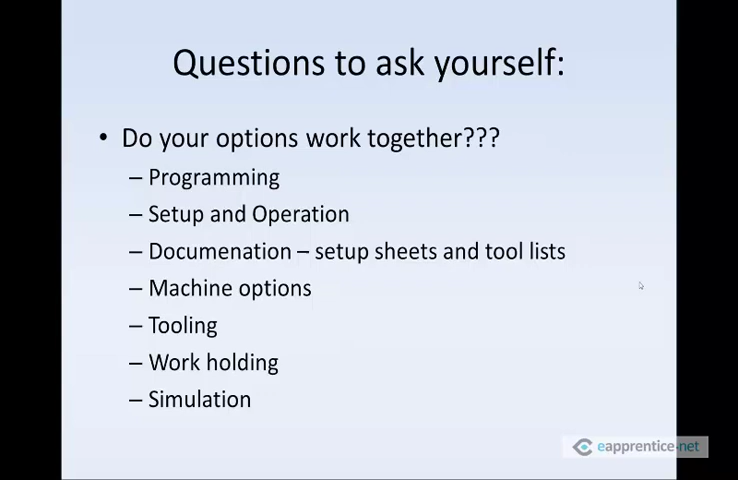 Questions to ask yourself:
• Do your options work together???
– Programming
– Setup and Operation
– Documenation – setup sheets and tool lists
– Machine options
– Tooling
– Work holding
– Simulation
eapprentice.net